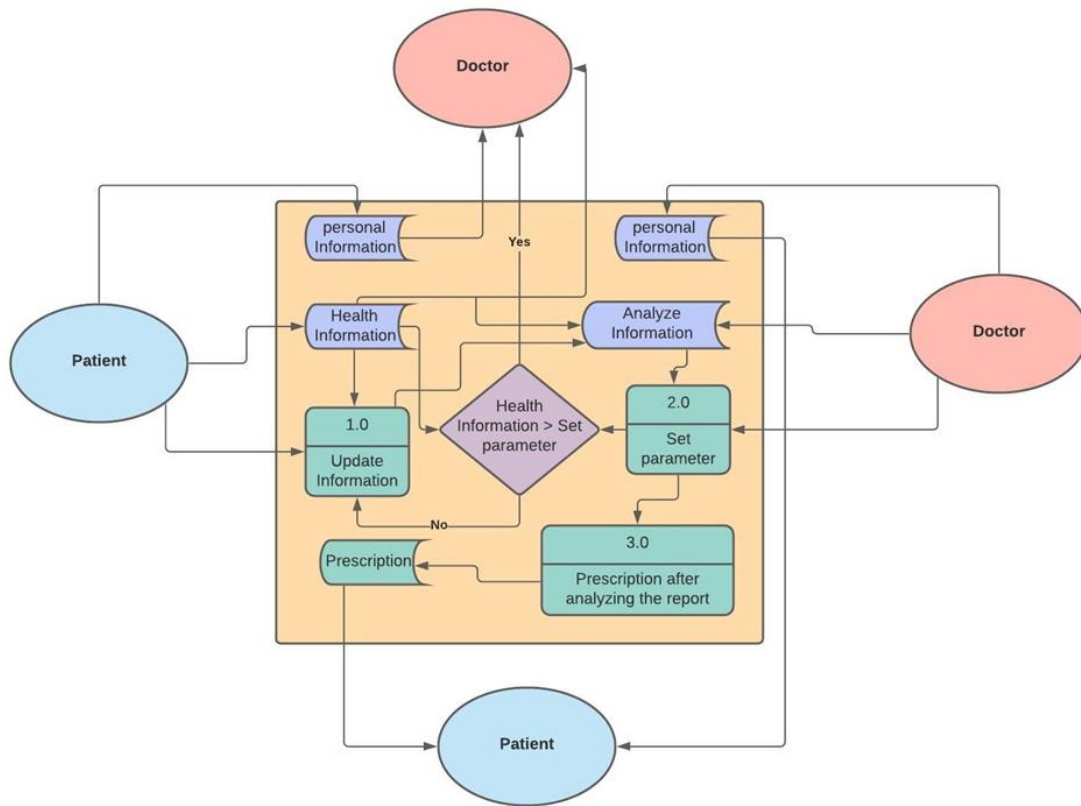 Doctor
personal
Information
personal
Information
Yes
Health
Information
Analyze
Information
Patient
Doctor
1.0
Update
Information
Health
Information > Set
parameter
2.0
Set
parameter
No
Prescription
3.0
Prescription after
analyzing the report
Patient